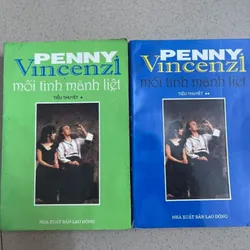 PENNY
Vincenzi
mối tình mãnh liệt
TIỂU THUYẾT *
NHÀ XUẤT BẢN LAO ĐỘNG
PENNY
Vincenzi
mối tình mãnh liệt
TIỂU THUYẾT **
NHÀ XUẤT BẢN LAO ĐỘNG